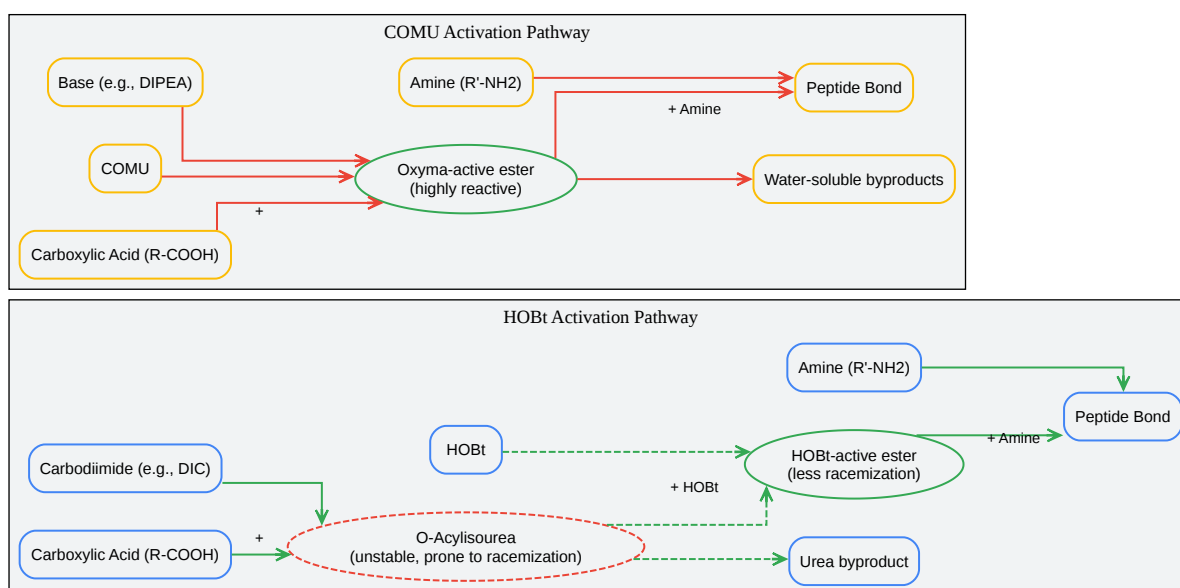 COMU Activation Pathway
Base (e.g., DIPEA)
Amine (R'-NH2)
Peptide Bond
+ Amine
COMU
Oxyma-active ester
(highly reactive)
Water-soluble byproducts
+
Carboxylic Acid (R-COOH)
HOBt Activation Pathway
Amine (R'-NH2)
Peptide Bond
+ Amine
HOBt
HOBt-active ester
(less racemization)
Carbodiimide (e.g., DIC)
+ HOBt
+
O-Acylisourea
(unstable, prone to racemization)
Carboxylic Acid (R-COOH)
Urea byproduct